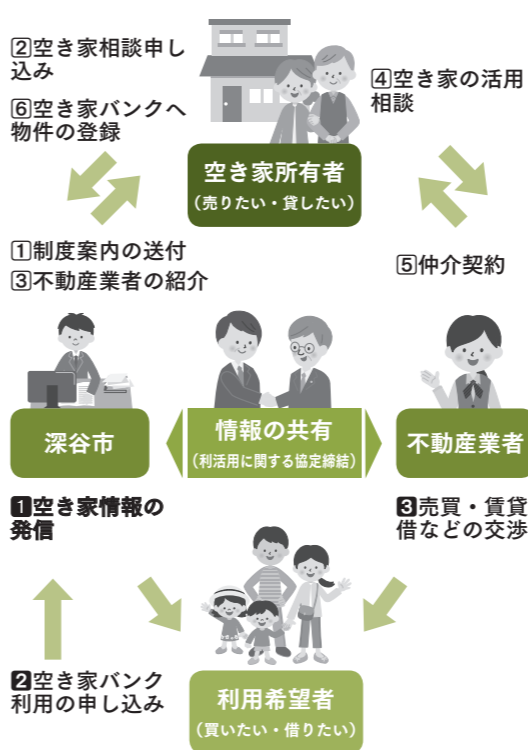 ②空き家相談申し
込み
⑥空き家バンクへ
物件の登録
④空き家の活用
相談
空き家所有者
(売りたい・貸したい)
①制度案内の送付
③不動産業者の紹介
⑤仲介契約
深谷市
情報の共有
(利活用に関する協定締結)
不動産業者
❶空き家情報の
発信
❸売買・賃貸
借などの交渉
❷空き家バンク
利用の申し込み
利用希望者
(買いたい・借りたい)